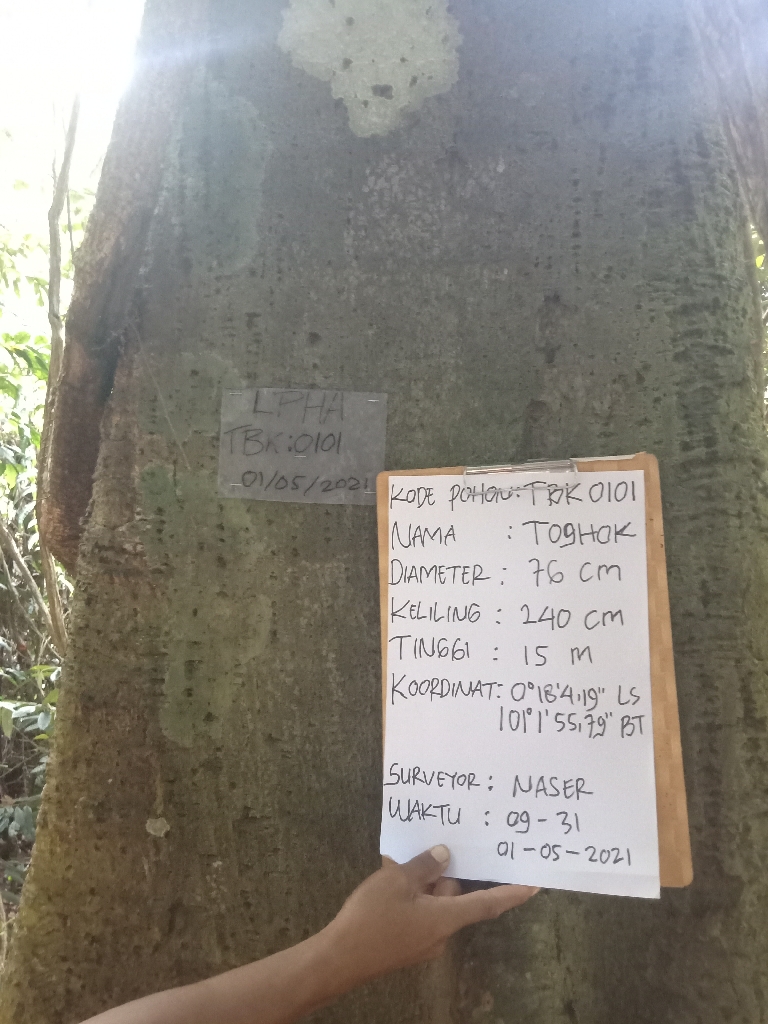 LPHA
TBK:0101
01/05/2021
KODE POHON: TBK 0101
NAMA : TOGHOK
DIAMETER : 76 cm
KELILING : 240 cm
TINGGI : 15 m
KOORDINAT: 0°18'4,19" LS
101°1'55,79" BT
SURVEYOR : NASER
WAKTU : 09-31
01-05-2021